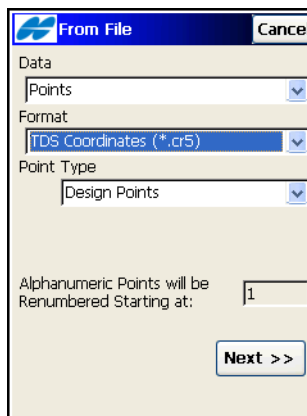 From File
Cance
Data
Points
Format
TDS Coordinates (*.cr5)
Point Type
Design Points
Alphanumeric Points will be
Renumbered Starting at:
1
Next >>